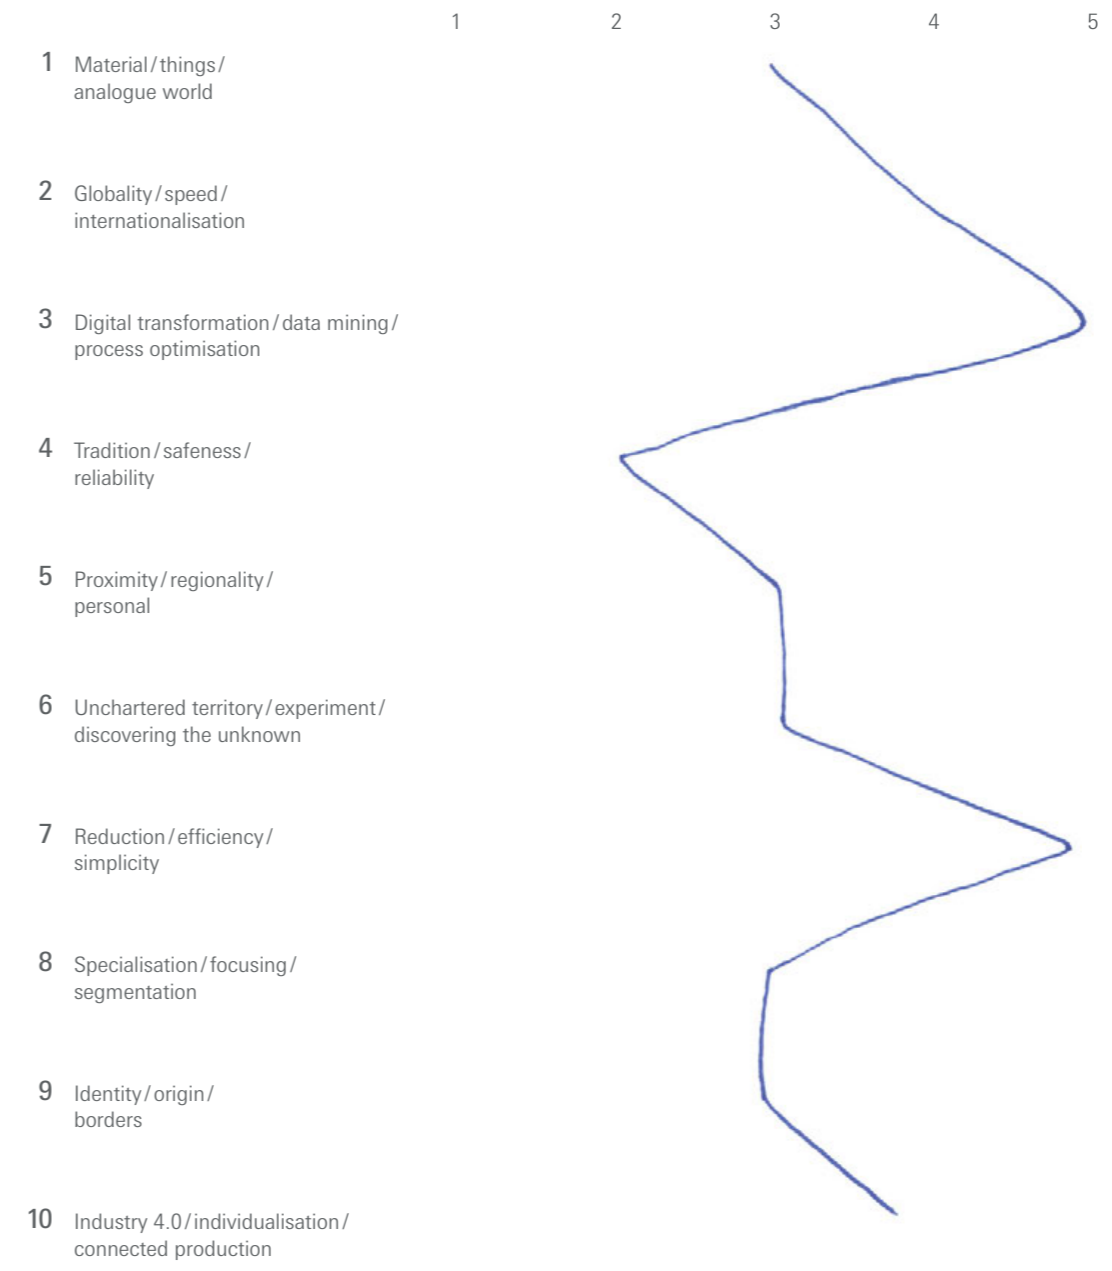 1 2 3 4 5
1 Material/things/
analogue world
2 Globality/speed/
internationalisation
3 Digital transformation/data mining/
process optimisation
4 Tradition/safeness/
reliability
5 Proximity/regionality/
personal
6 Unchartered territory/experiment/
discovering the unknown
7 Reduction/efficiency/
simplicity
8 Specialisation/focusing/
segmentation
9 Identity/origin/
borders
10 Industry 4.0/individualisation/
connected production